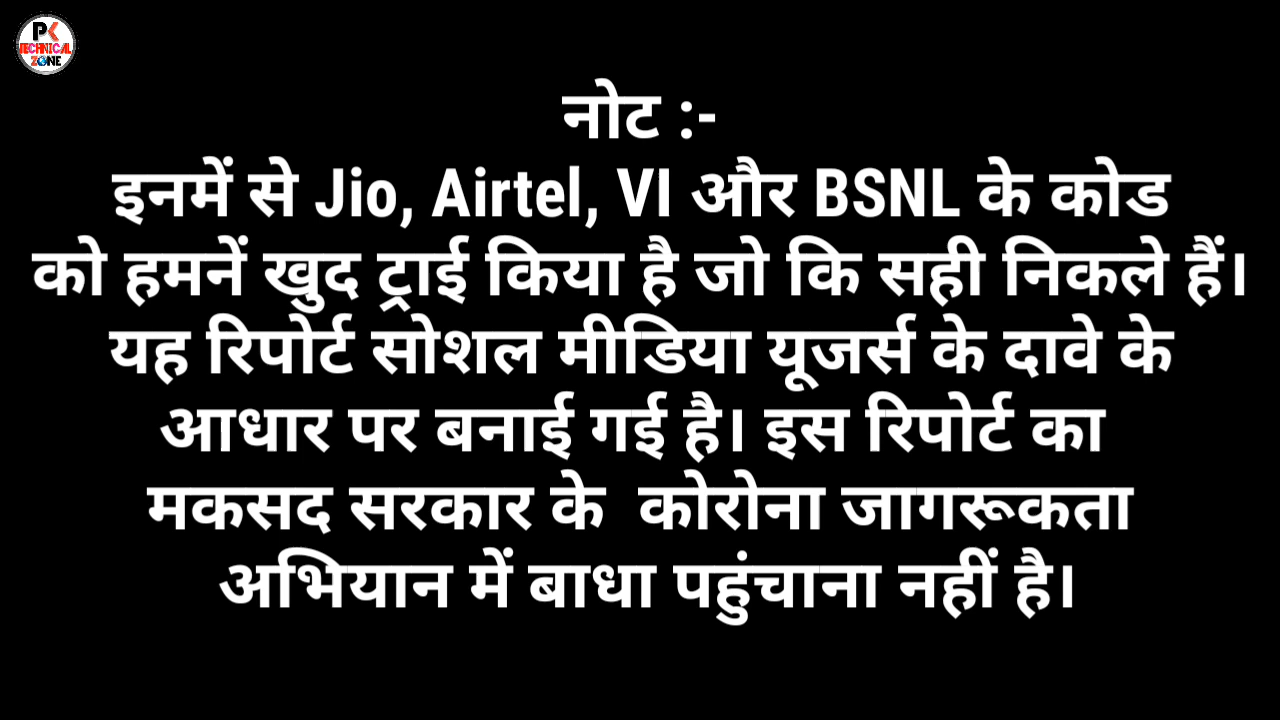 PK
TECHNICAL
ZONE
नोट :-
इनमें से Jio, Airtel, VI और BSNL के कोड
को हमनें खुद ट्राई किया है जो कि सही निकले हैं।
यह रिपोर्ट सोशल मीडिया यूजर्स के दावे के
आधार पर बनाई गई है। इस रिपोर्ट का
मकसद सरकार के कोरोना जागरूकता
अभियान में बाधा पहुंचाना नहीं है।